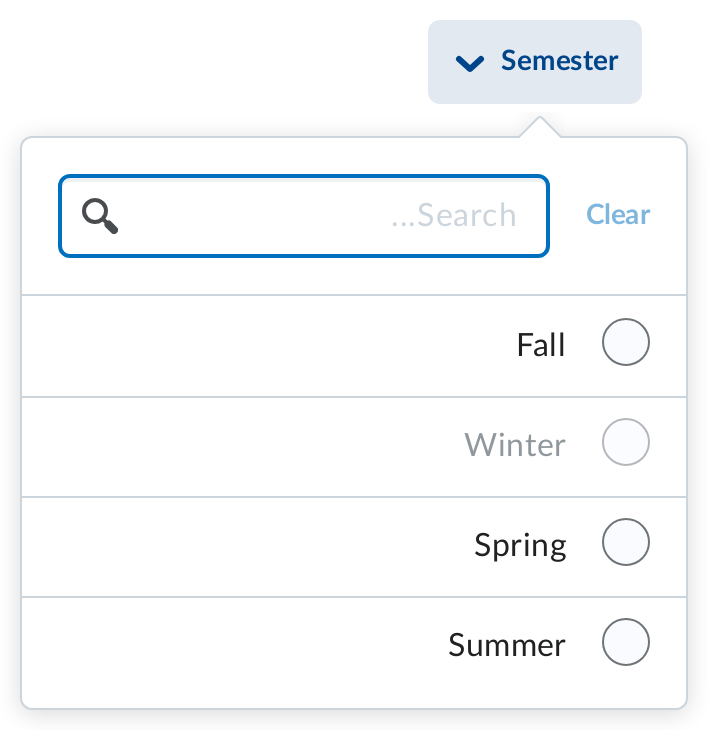 Semester
...Search
Clear
Fall
Winter
Spring
Summer